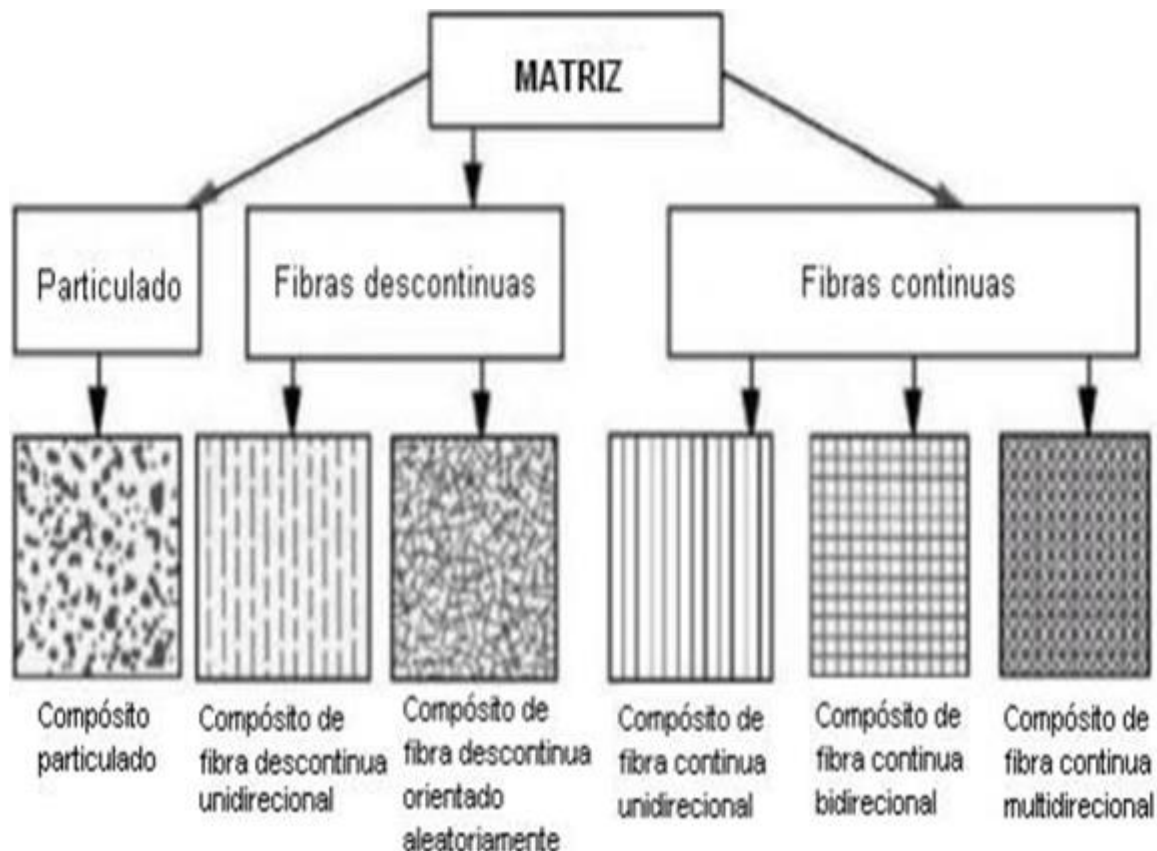 MATRIZ
Particulado
Fibras descontinuas
Fibras continuas
Compósito
particulado
Compósito de
fibra descontinua
unidirecional
Compósito de
fibra descontinua
orientado
aleatoriamente
Compósito de
fibra continua
unidirecional
Compósito de
fibra continua
bidirecional
Compósito de
fibra continua
multidirecional